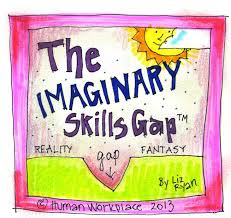 The
IMAGINARY
Skills Gap™
REALITY gap FANTASY
By Liz
Ryan
© Human Workplace 2013